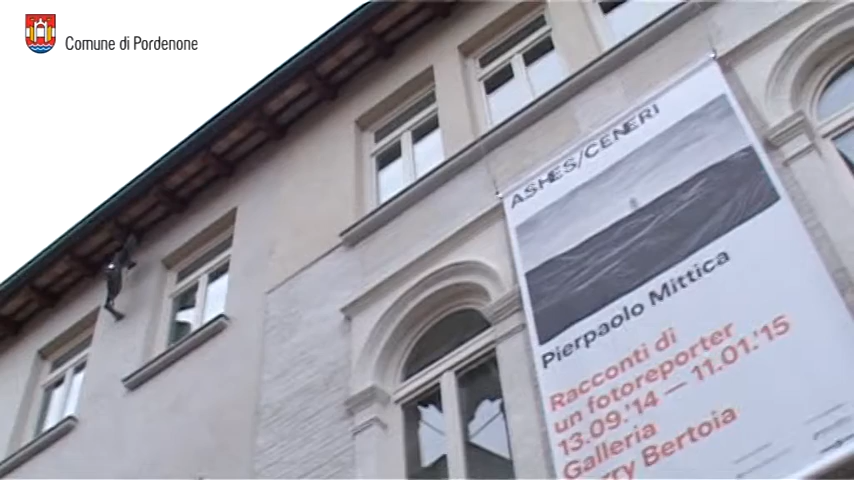 Comune di Pordenone
ASHES/CENERI
Pierpaolo Mittica
Racconti di
un fotoreporter
13.09.'14 — 11.01.'15
Galleria
Bertoia